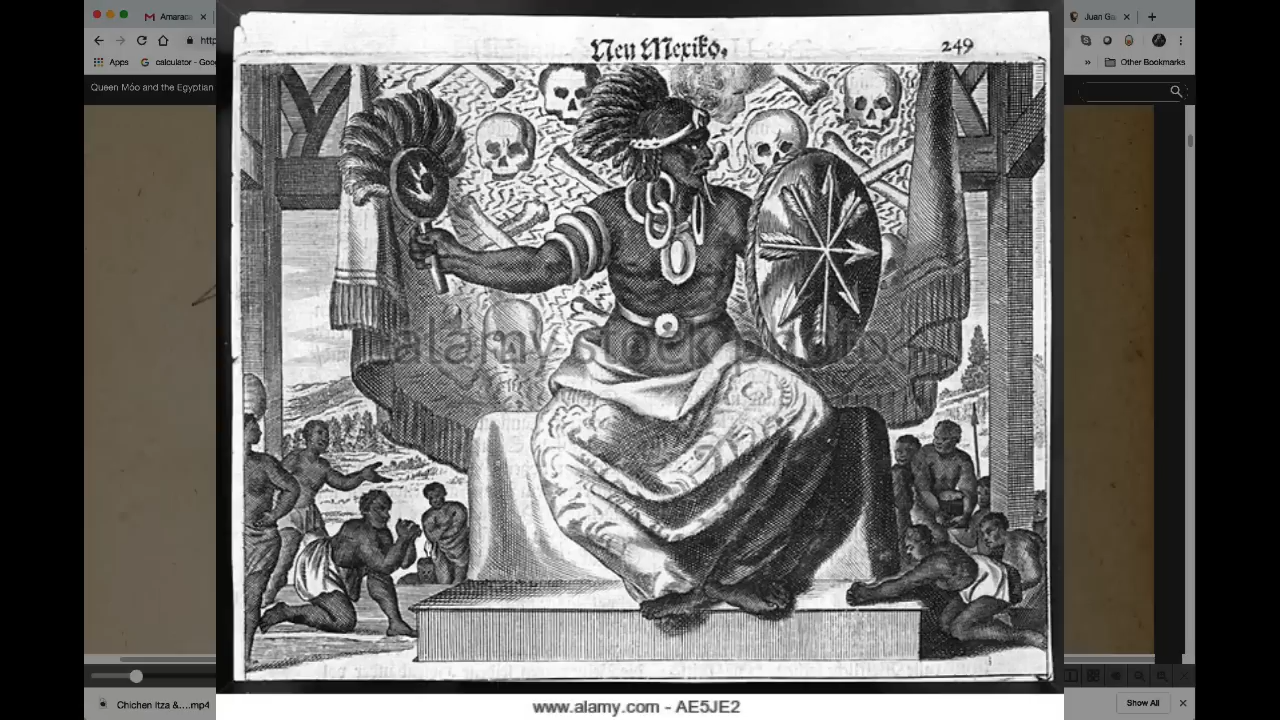 Amarac
Juan Ga
http
Apps
calculator - Goo
Other Bookmarks
Queen Móo and the Egyptian
Neu Mexiko,
249
alamy stock photo
Chichen Itza &....mp4
Show All
www.alamy.com - AE5JE2